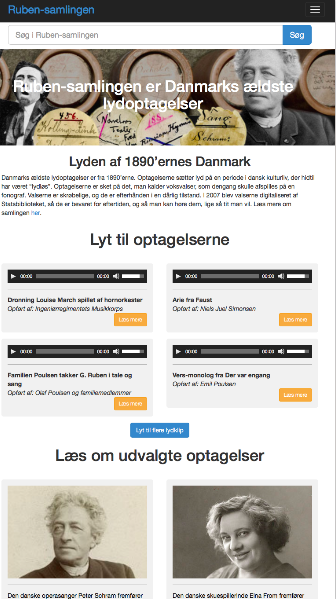 Ruben-samlingen
Søg i Ruben-samlingen
Søg
Ruben-samlingen er Danmarks ældste
lydoptagelser
Lyden af 1890'ernes Danmark
Danmarks ældste lydoptagelser er fra 1890'erne. Optagelserne sætter lyd på en periode i dansk kulturliv, der hidtil
har været "lydløs". Optagelserne er sket på det, man kalder voksvalser, som dengang skulle afspilles på en
fonograf. Valserne er skrøbelige, og de er efterhånden i en dårlig tilstand. I 2007 blev valserne digitaliseret af
Statsbiblioteket, så de er bevaret for eftertiden, og så man kan høre dem, lige så tit man vil. Læs mere om
samlingen her.
Lyt til optagelserne
00:00 00:00
00:00 00:00
Dronning Louise March spillet af hornorkester
Opført af: Ingeniørregimentets Musikkorps
Læs mere
Arie fra Faust
Opført af: Niels Juel Simonsen
Læs mere
00:00 00:00
00:00 00:00
Familien Poulsen takker G. Ruben i tale og
sang
Opført af: Olaf Poulsen og familiemedlemmer
Læs mere
Vers-monolog fra Der var engang
Opført af: Emil Poulsen
Læs mere
Lyt til flere lydklip
Læs om udvalgte optagelser
Den danske operasanger Peter Schram fremfører
Den danske skuespillerinde Elna From fremfører